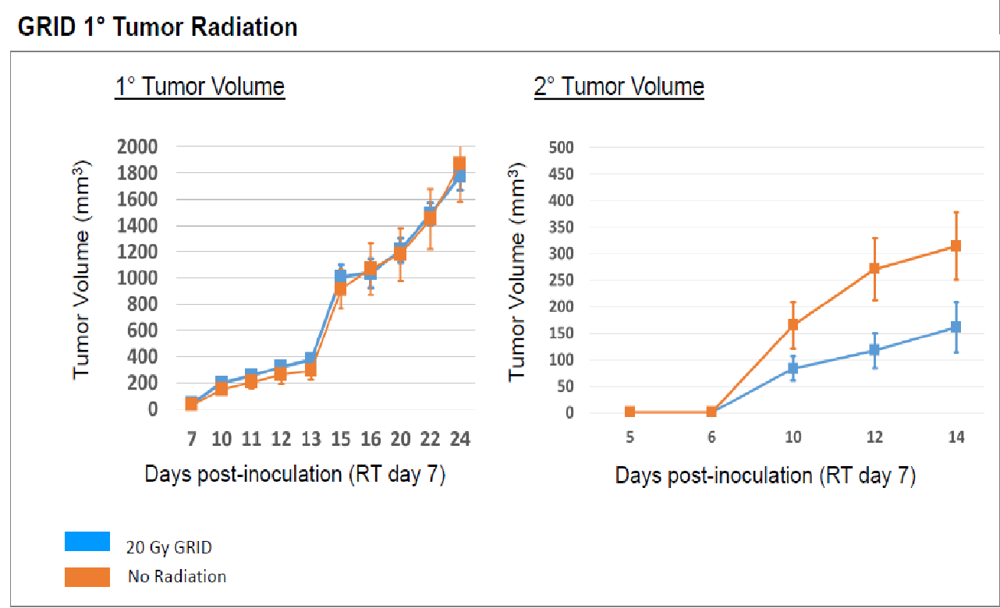 GRID 1° Tumor Radiation
1° Tumor Volume
Tumor Volume (mm³)
2000
1800
1600
1400
1200
1000
800
600
400
200
0
7 10 11 12 13 15 16 20 22 24
Days post-inoculation (RT day 7)
2° Tumor Volume
Tumor Volume (mm³)
500
450
400
350
300
250
200
150
100
50
0
5 6 10 12 14
Days post-inoculation (RT day 7)
20 Gy GRID
No Radiation